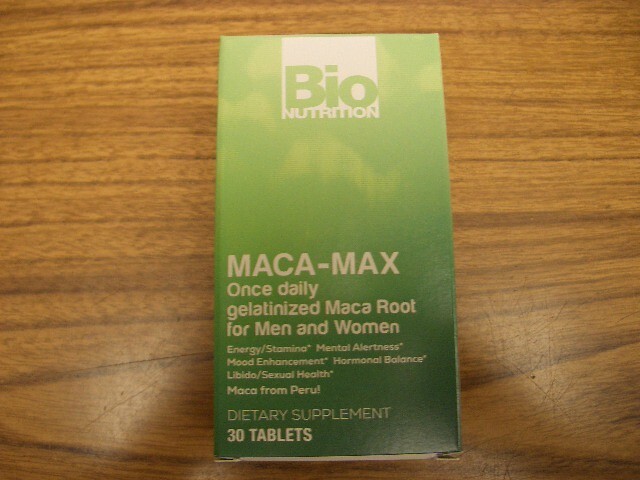 Bio
NUTRITION
MACA-MAX
Once daily
gelatinized Maca Root
for Men and Women
Energy/Stamina* Mental Alertness*
Mood Enhancement* Hormonal Balance*
Libido/Sexual Health*
Maca from Peru!
DIETARY SUPPLEMENT
30 TABLETS